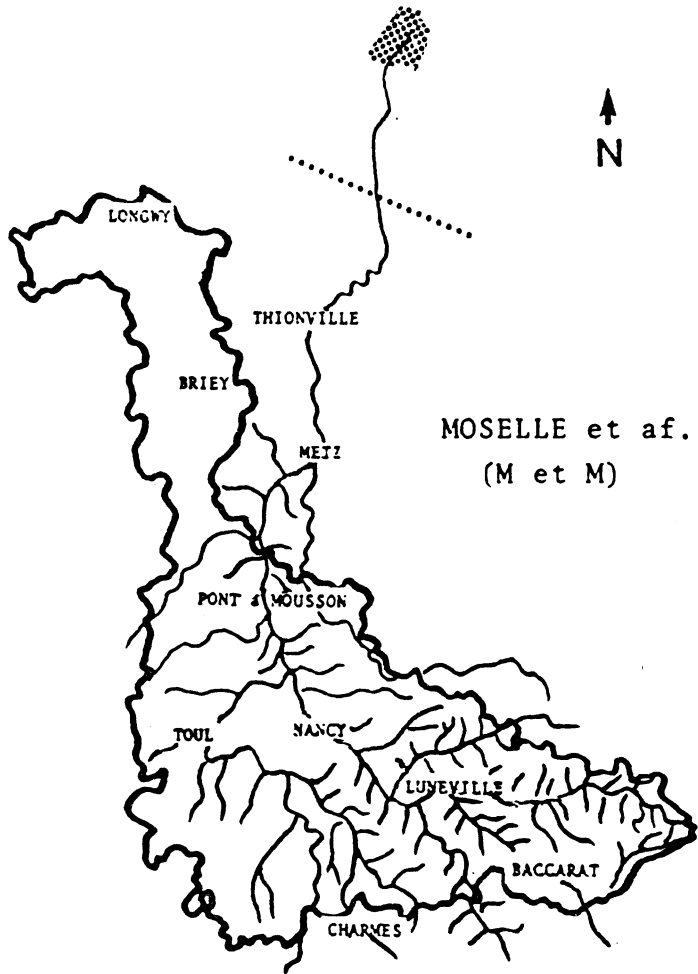 N
LONGWY
THIONVILLE
BRIEY
MOSELLE et af.
METZ
(M et M)
PONT à MOUSSON
TOUL
NANCY
LUNEVILLE
BACCARAT
CHARMES